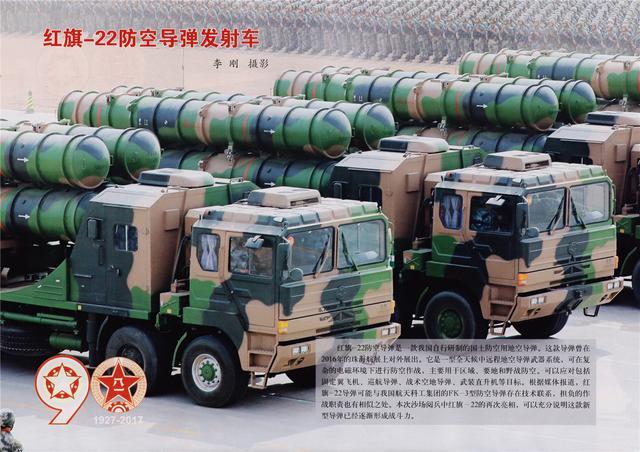 红旗-22防空导弹发射车
李 刚 摄影
红旗-22防空导弹是一款我国自行研制的国土防空用地空导弹。这款导弹曾在
2016年的珠海航展上对外展出。它是一型全天候中远程地空导弹武器系统，可在复
杂的电磁环境下进行防空作战，主要用于区域、要地和野战防空。可以应对包括
固定翼飞机、巡航导弹、战术空地导弹、武装直升机等目标。根据媒体报道，红
旗-22导弹可能与我国航天科工集团的FK-3型防空导弹存在技术联系，担负的作
战职责也有相似之处。本次沙场阅兵中红旗-22的再次亮相，可以充分说明这款新
型导弹已经逐渐形成战斗力。
八一
1927-2017